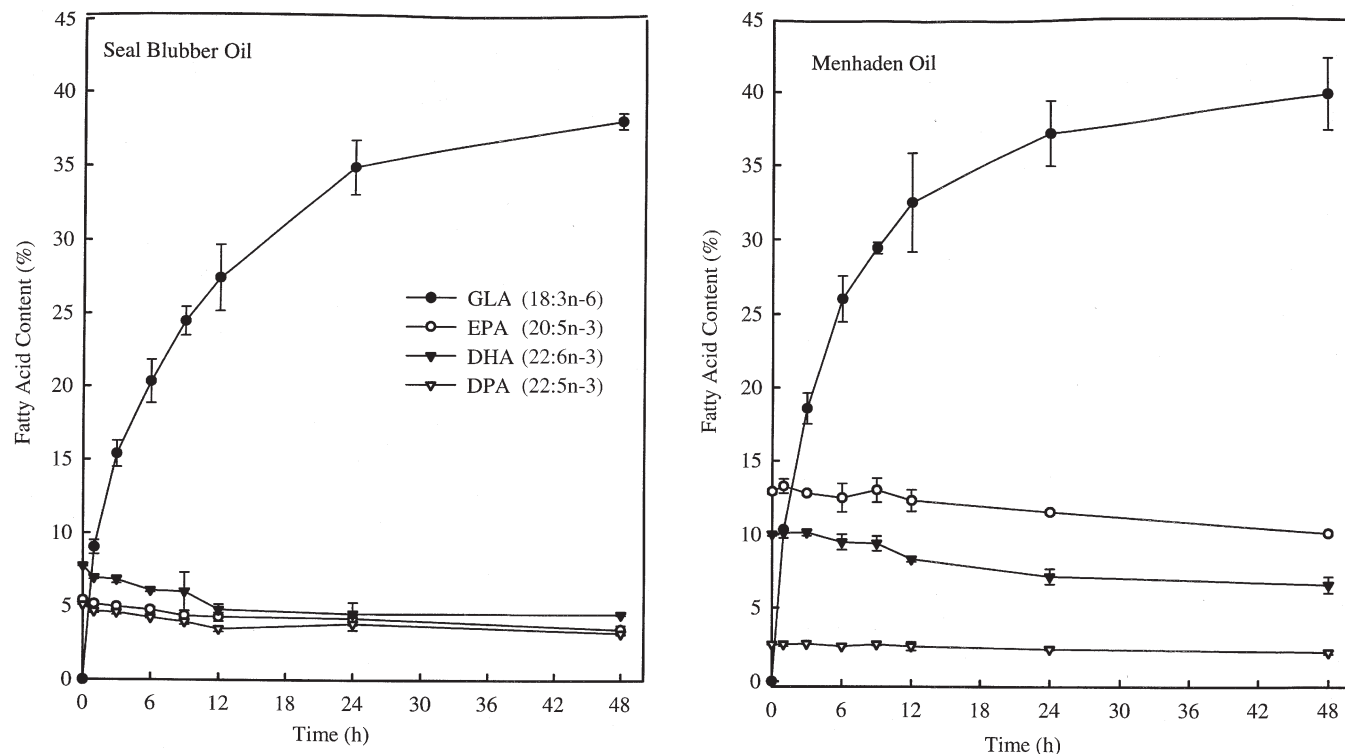 Seal Blubber Oil
45
40
35
30
25
20
15
10
5
0
Fatty Acid Content (%)
GLA (18:3n-6)
EPA (20:5n-3)
DHA (22:6n-3)
DPA (22:5n-3)
0 6 12 18 24 30 36 42 48
Time (h)
Menhaden Oil
45
40
35
30
25
20
15
10
5
0
Fatty Acid Content (%)
0 6 12 18 24 30 36 42 48
Time (h)